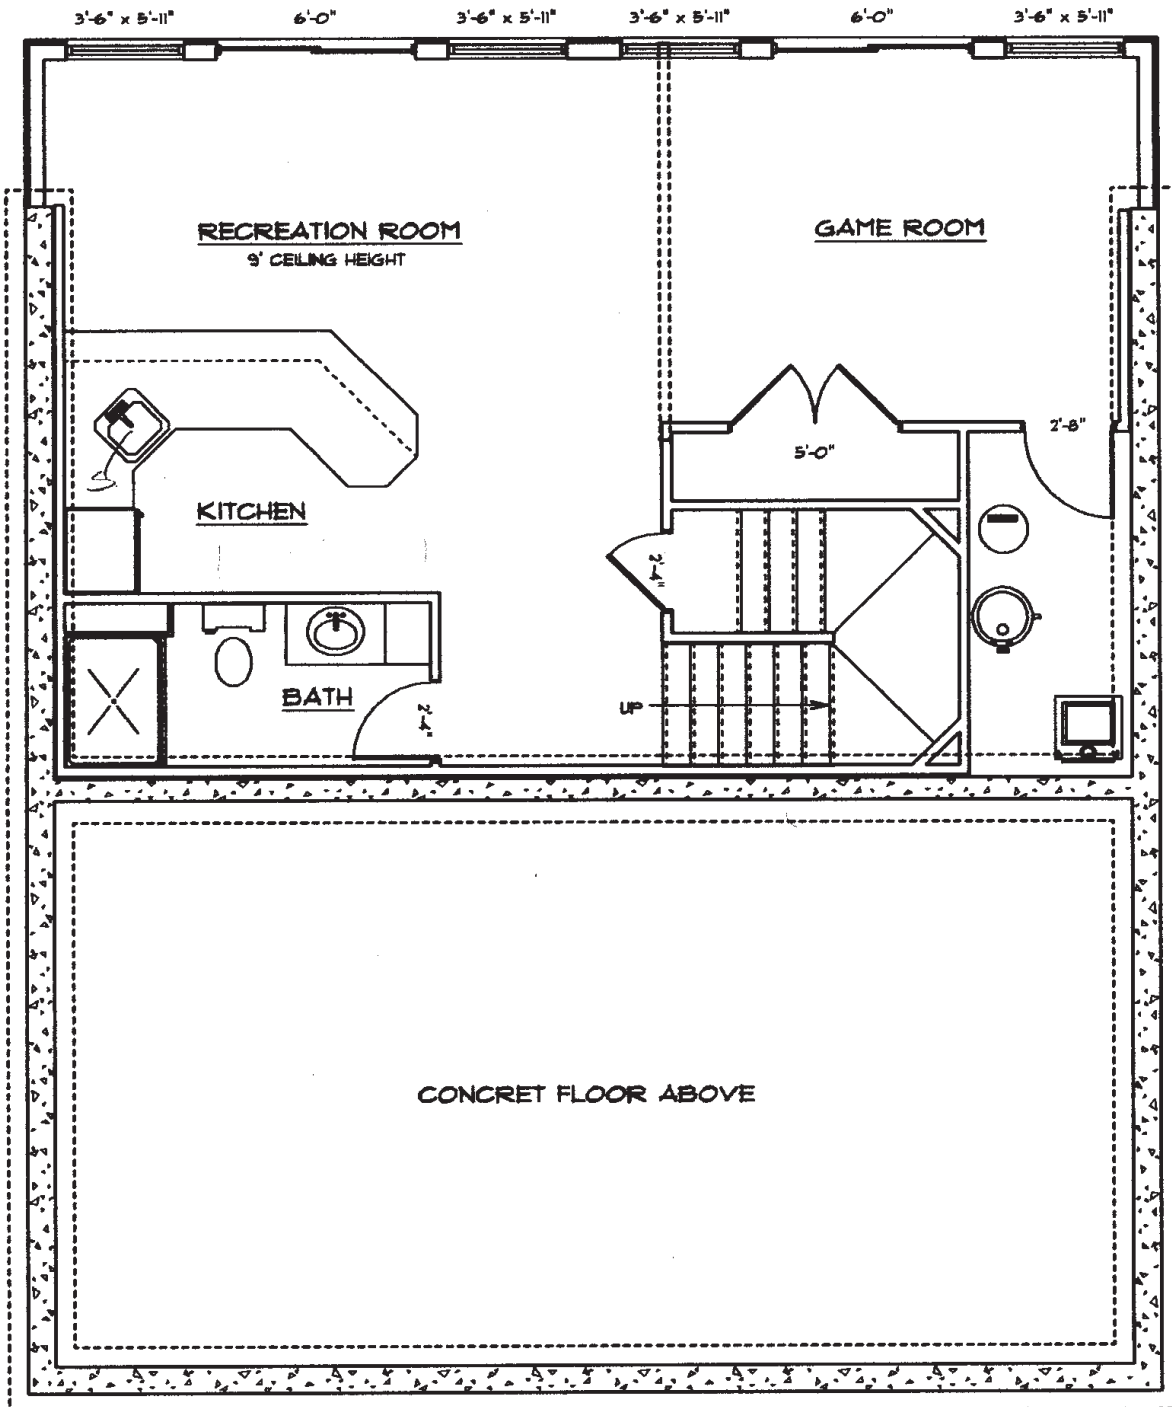 3'-6" x 5'-11"
6'-0"
3'-6" x 5'-11"
3'-6" x 5'-11"
6'-0"
3'-6" x 5'-11"
RECREATION ROOM
9' CEILING HEIGHT
GAME ROOM
2'-8"
5'-0"
KITCHEN
2'-4"
BATH
2'-4"
UP
CONCRET FLOOR ABOVE